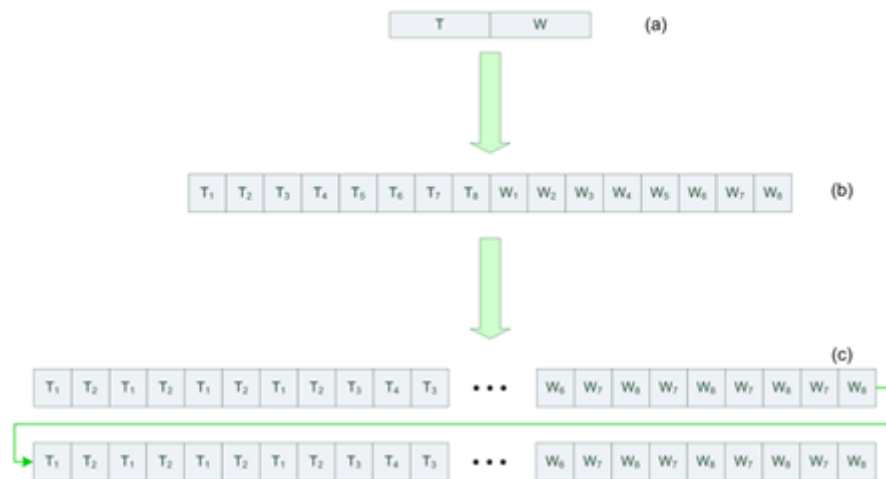 T W (a)
T₁ T₂ T₃ T₄ T₅ T₆ T₇ T₈ W₁ W₂ W₃ W₄ W₅ W₆ W₇ W₈ (b)
(c)
T₁ T₂ T₁ T₂ T₁ T₂ T₁ T₂ T₃ T₄ T₃ ••• W₈ W₇ W₈ W₇ W₈ W₇ W₈ W₇ W₈
T₁ T₂ T₁ T₂ T₁ T₂ T₁ T₂ T₃ T₄ T₃ ••• W₈ W₇ W₈ W₇ W₈ W₇ W₈ W₇ W₈